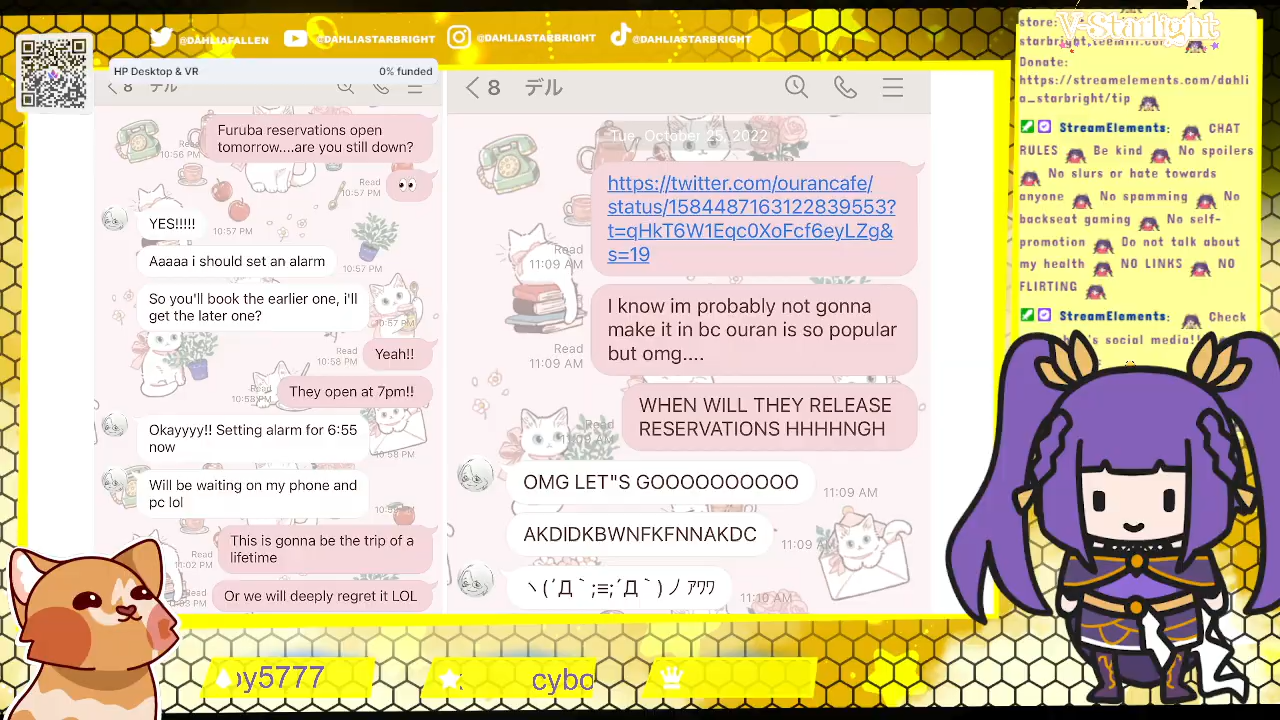 @DAHLIAFALLEN
@DAHLIASTARBRIGHT
@DAHLIASTARBRIGHT
@DAHLIASTARBRIGHT
HP Desktop & VR
0% funded
8 デル
Furuba reservations open
tomorrow....are you still down?
Read
10:56 PM
👀
Read
10:57 PM
YES!!!!!
10:57 PM
Aaaaa i should set an alarm
10:57 PM
So you'll book the earlier one, i'll
get the later one?
10:57 PM
Yeah!!
Read
10:58 PM
They open at 7pm!!
Read
10:58 PM
Okayyyy!! Setting alarm for 6:55
now
10:58 PM
Will be waiting on my phone and
pc lol
This is gonna be the trip of a
lifetime
Read
11:02 PM
Or we will deeply regret it LOL
Read
8 デル
Tue, October 25, 2022
https://twitter.com/ourancafe/
status/1584487163122839553?
t=qHkT6W1Eqc0XoFcf6eyLZg&
s=19
Read
11:09 AM
I know im probably not gonna
make it in bc ouran is so popular
but omg....
Read
11:09 AM
WHEN WILL THEY RELEASE
RESERVATIONS HHHHNGH
Read
11:09 AM
OMG LET"S GOOOOOOOOOO
11:09 AM
AKDIDKBWNFKFNNAKDC
11:09 AM
ヽ(´Д｀;≡;´Д｀)丿ｱﾜﾜ
11:10 AM
V-Starlight
store:
starbright.teemill.com
Donate:
https://streamelements.com/dahli
a_starbright/tip
StreamElements: CHAT
RULES Be kind No spoilers
No slurs or hate towards
anyone No spamming No
backseat gaming No self-
promotion Do not talk about
my health NO LINKS NO
FLIRTING
StreamElements: Check
social media!!
y5777
cybo